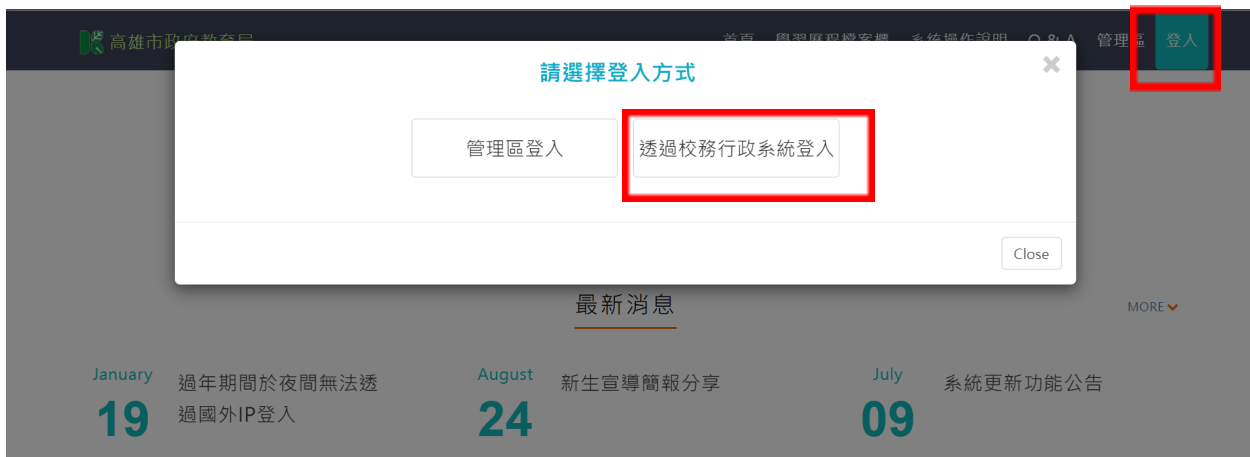 高雄市政府教育局
首頁 學習歷程檔案櫃 系統操作說明 Q & A 管理區 登入
請選擇登入方式
管理區登入 透過校務行政系統登入
Close
最新消息
MORE
January
19
過年期間於夜間無法透
過國外IP登入
August
24
新生宣導簡報分享
July
09
系統更新功能公告